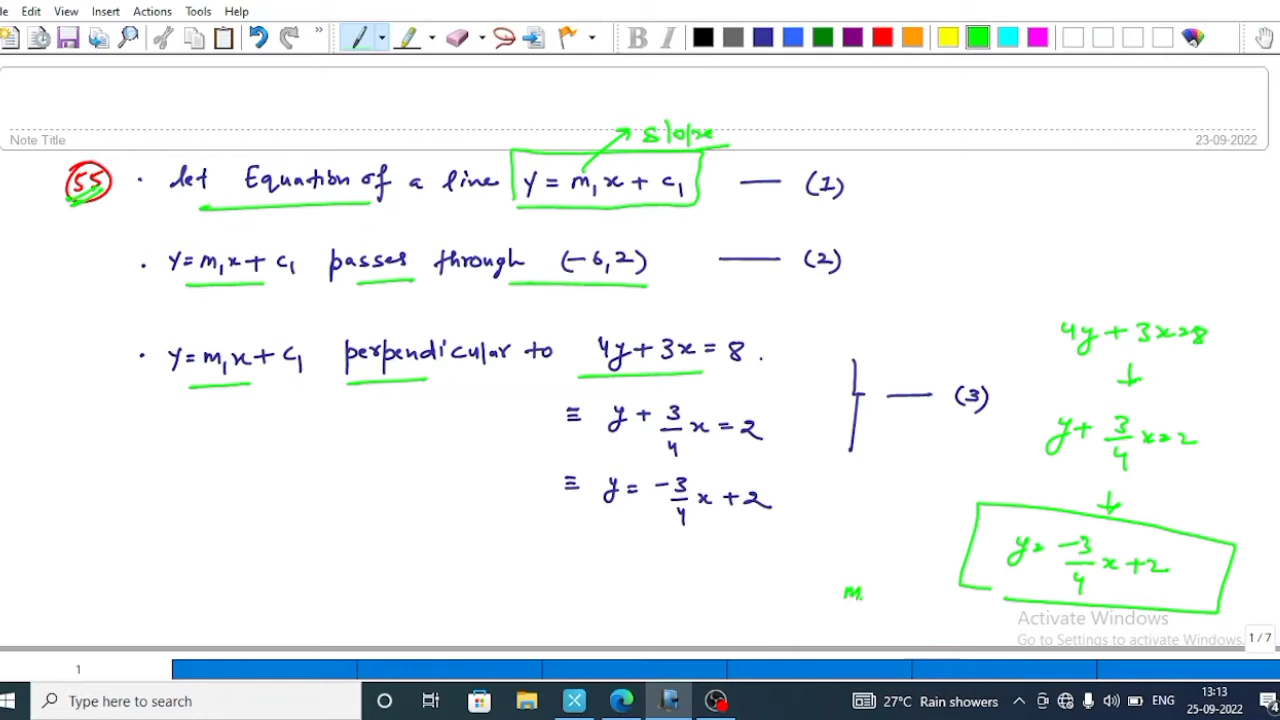 le Edit View Insert Actions Tools Help
» B I
Note Title 23-09-2022
slope
55 · let Equation of a line y = m₁x + c₁ — (1)
· y = m₁x + c₁ passes through (-6,2) — (2)
· y = m₁x + c₁ perpendicular to 4y + 3x = 8 .
≡ y + 3/4 x = 2 — (3)
≡ y = -3/4 x + 2
4y + 3x = 8
↓
y + 3/4 x = 2
↓
y = -3/4 x + 2
m
Activate Windows
Go to Settings to activate Windows.
1 / 7
1
Type here to search
27°C Rain showers
ENG
13:13
25-09-2022
4